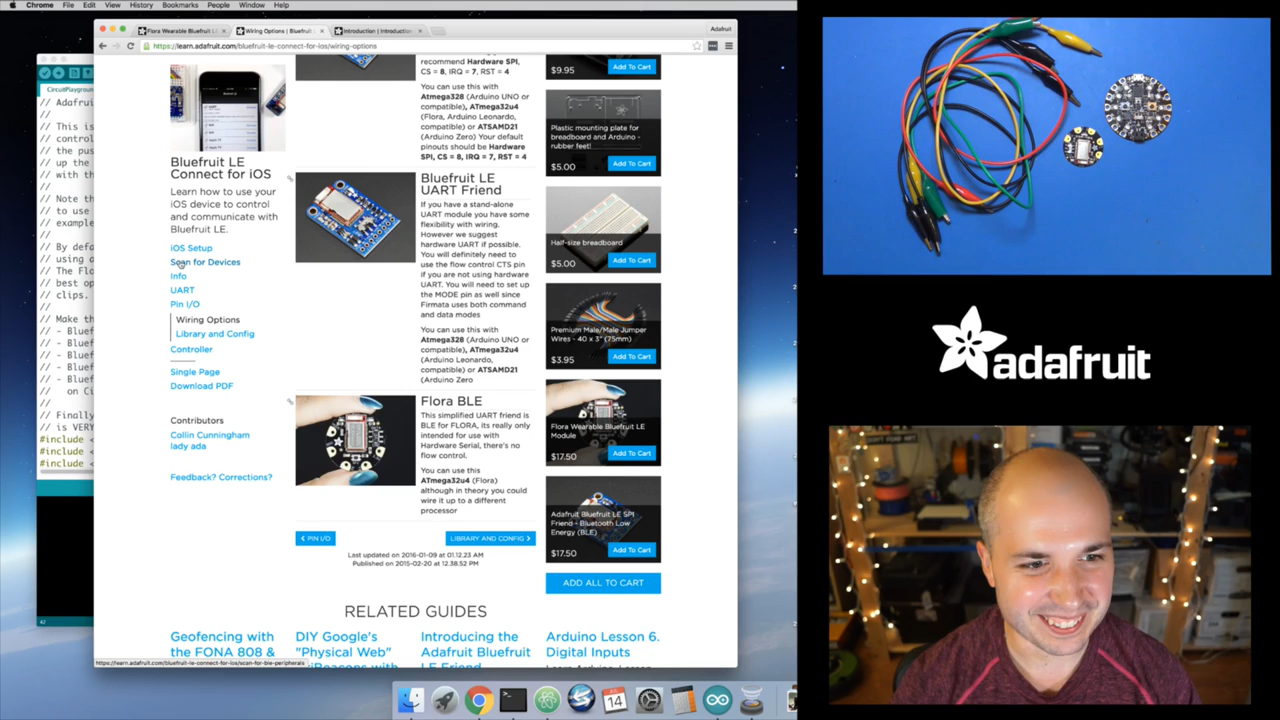 Chrome File Edit View History Bookmarks People Window Help
Flora Wearable Bluefruit LE
Wiring Options | Bluefruit L
Introduction | Introduction
Adafruit
https://learn.adafruit.com/bluefruit-le-connect-for-ios/wiring-options
CircuitPlaygroun
// Adafrui
//
// This is
// control
// the pus
// up the
// with th
//
// Note th
// to use
// example
//
// By defa
// using a
// The Flo
// best op
// clips.
//
// Make th
// - Bluef
// - Bluef
// - Bluef
// - Bluef
// on Ci
//
// Finally
// is VERY
#include <
#include <
#include <
42
Bluefruit LE
Connect for iOS
Learn how to use your
iOS device to control
and communicate with
Bluefruit LE.
iOS Setup
Scan for Devices
Info
UART
Pin I/O
Wiring Options
Library and Config
Controller
Single Page
Download PDF
Contributors
Collin Cunningham
lady ada
Feedback? Corrections?
recommend Hardware SPI,
CS = 8, IRQ = 7, RST = 4
You can use this with
Atmega328 (Arduino UNO or
compatible), ATmega32u4
(Flora, Arduino Leonardo,
compatible) or ATSAMD21
(Arduino Zero) Your default
pinouts should be Hardware
SPI, CS = 8, IRQ = 7, RST = 4
Bluefruit LE
UART Friend
If you have a stand-alone
UART module you have some
flexibility with wiring.
However we suggest
hardware UART if possible.
You will definitely need to
use the flow control CTS pin
if you are not using hardware
UART. You will need to set up
the MODE pin as well since
Firmata uses both command
and data modes
You can use this with
Atmega328 (Arduino UNO or
compatible), ATmega32u4
(Arduino Leonardo,
compatible) or ATSAMD21
(Arduino Zero
Flora BLE
This simplified UART friend is
BLE for FLORA, its really only
intended for use with
Hardware Serial, there's no
flow control.
You can use this
ATmega32u4 (Flora)
although in theory you could
wire it up to a different
processor
PIN I/O
LIBRARY AND CONFIG
Last updated on 2016-01-09 at 01.12.23 AM
Published on 2015-02-20 at 12.38.52 PM
$9.95 Add To Cart
Plastic mounting plate for
breadboard and Arduino -
rubber feet!
$5.00 Add To Cart
Half-size breadboard
$5.00 Add To Cart
Premium Male/Male Jumper
Wires - 40 x 3" (75mm)
$3.95 Add To Cart
Flora Wearable Bluefruit LE
Module
$17.50 Add To Cart
Adafruit Bluefruit LE SPI
Friend - Bluetooth Low
Energy (BLE)
$17.50 Add To Cart
ADD ALL TO CART
RELATED GUIDES
Geofencing with
the FONA 808 &
DIY Google's
"Physical Web"
Introducing the
Adafruit Bluefruit
LE Friend
Arduino Lesson 6.
Digital Inputs
https://learn.adafruit.com/bluefruit-le-connect-for-ios/scan-for-ble-peripherals
JUL
14
adafruit